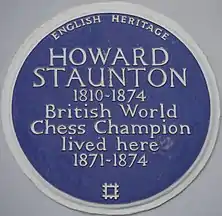 ENGLISH HERITAGE
HOWARD
STAUNTON
1810-1874
British World
Chess Champion
lived here
1871-1874